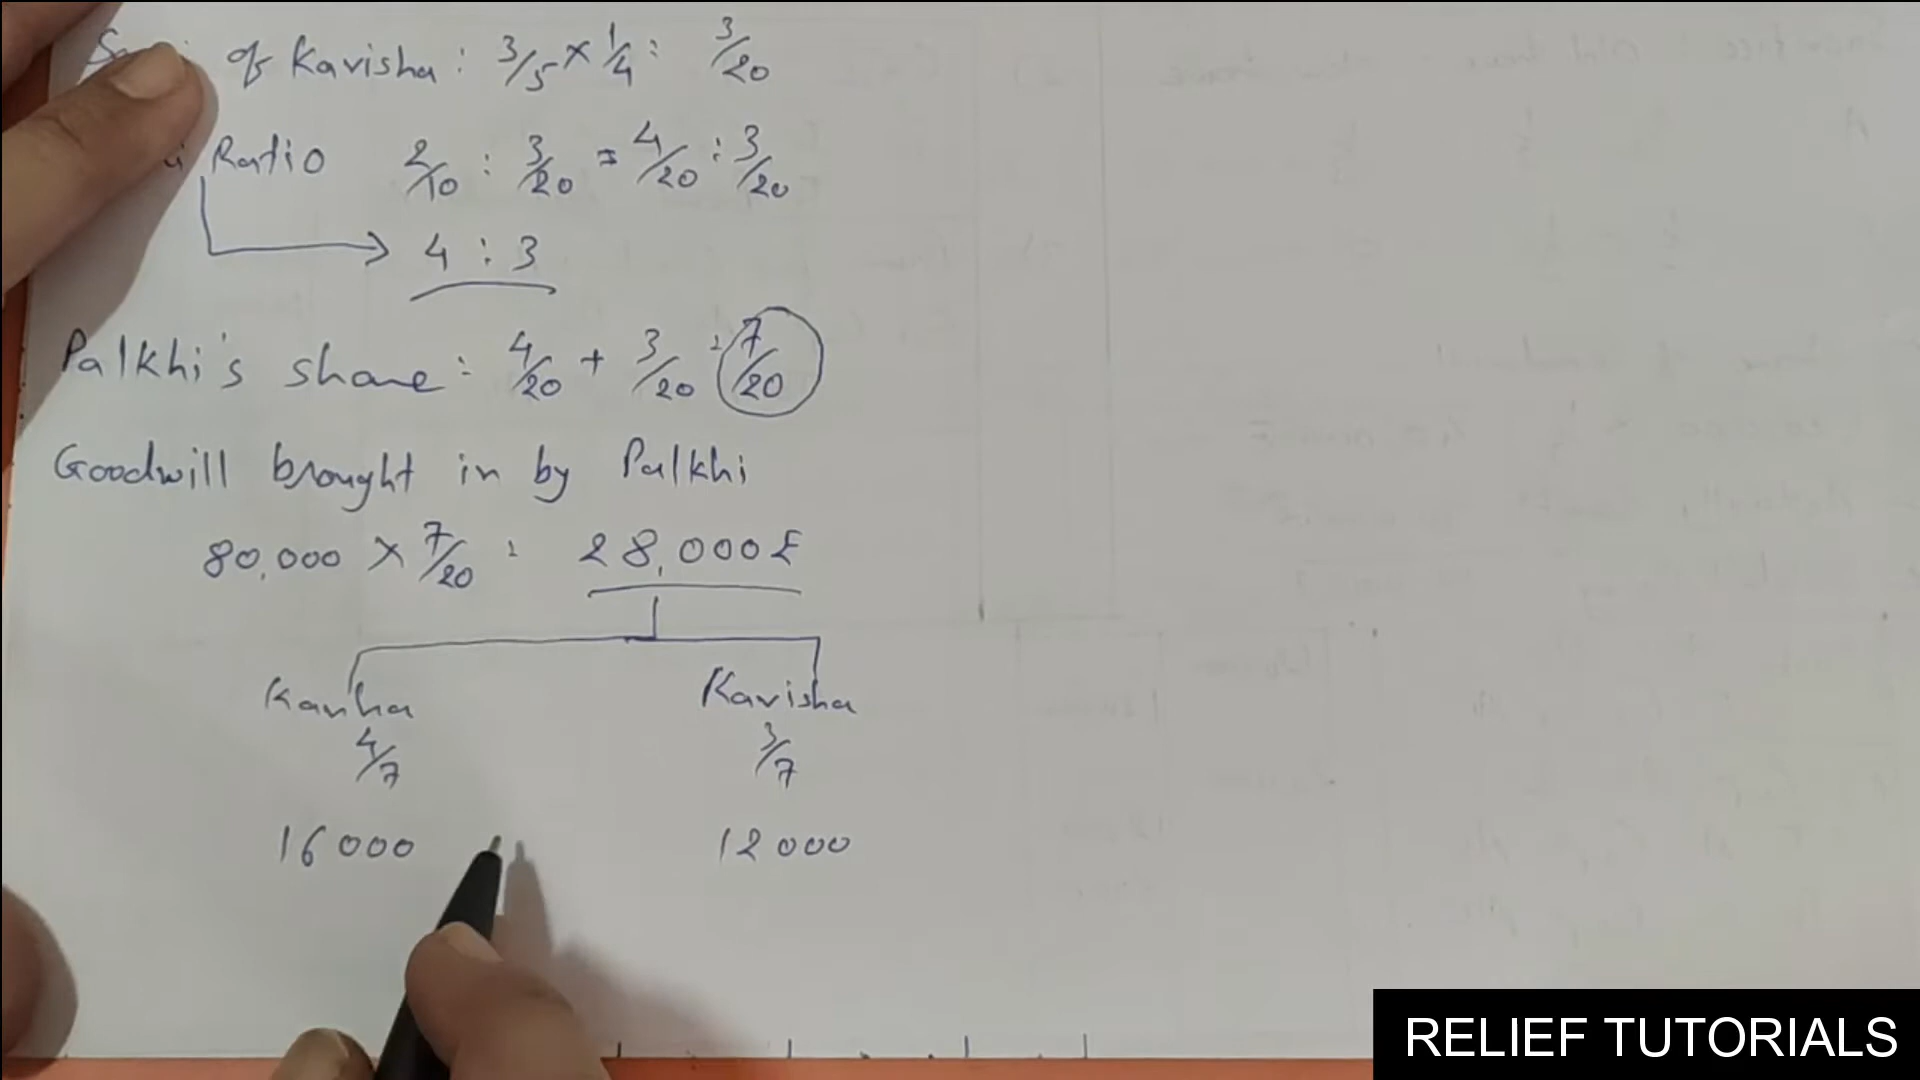 of Kavisha : 3/5 × 1/4 : 3/20
Ratio 2/10 : 3/20 = 4/20 : 3/20
4 : 3
Palkhi's share : 4/20 + 3/20 = 7/20
Goodwill brought in by Palkhi
80,000 × 7/20 : 28,000₹
Kanha Kavisha
4/7 3/7
16000 12000
RELIEF TUTORIALS